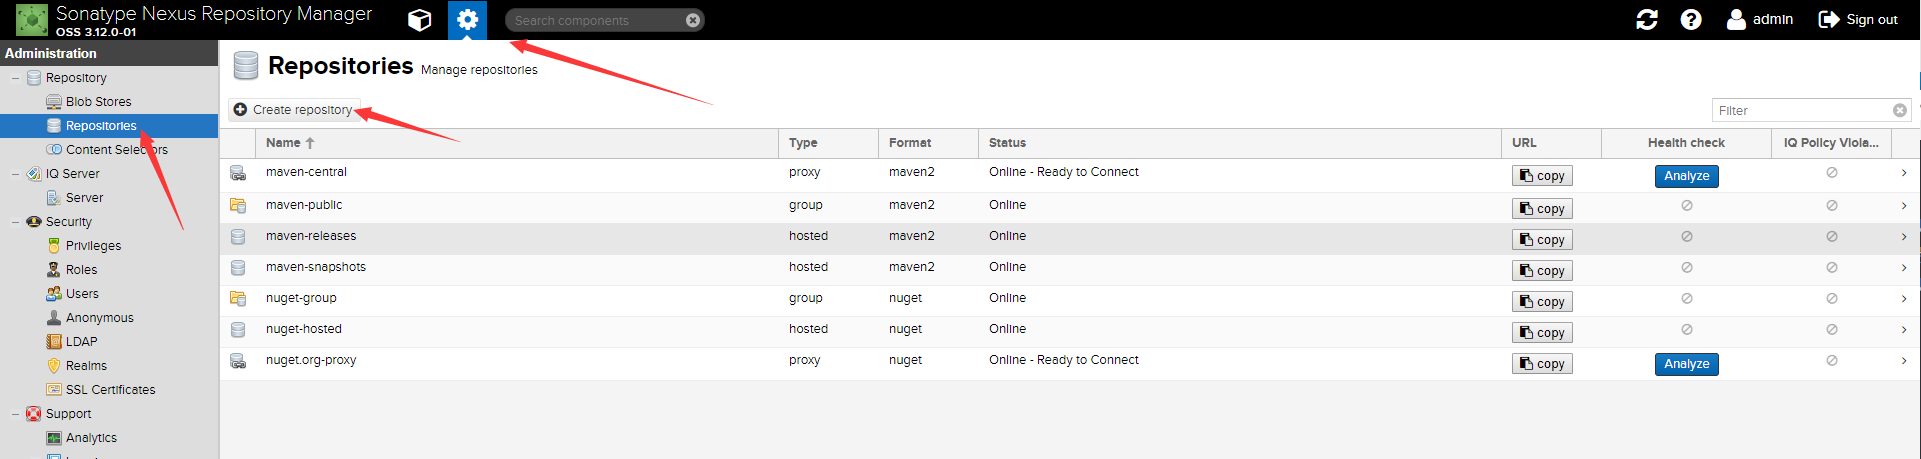 Sonatype Nexus Repository Manager
OSS 3.12.0-01
Search components
admin
Sign out
Administration
Repository
Blob Stores
Repositories
Content Selectors
IQ Server
Server
Security
Privileges
Roles
Users
Anonymous
LDAP
Realms
SSL Certificates
Support
Analytics
Repositories Manage repositories
Create repository
Filter
Name Type Format Status URL Health check IQ Policy Viola...
maven-central proxy maven2 Online - Ready to Connect copy Analyze
maven-public group maven2 Online copy
maven-releases hosted maven2 Online copy
maven-snapshots hosted maven2 Online copy
nuget-group group nuget Online copy
nuget-hosted hosted nuget Online copy
nuget.org-proxy proxy nuget Online - Ready to Connect copy Analyze